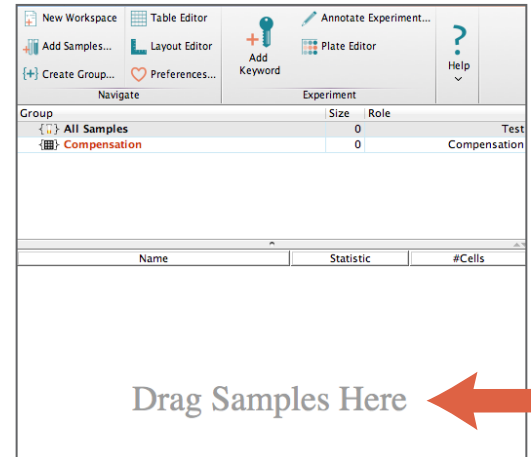 New Workspace Table Editor Annotate Experiment...
Add Samples... Layout Editor Add Keyword Plate Editor Help
{+} Create Group... Preferences...
Navigate Experiment
Group Size Role
All Samples 0 Test
Compensation 0 Compensation
Name Statistic #Cells
Drag Samples Here